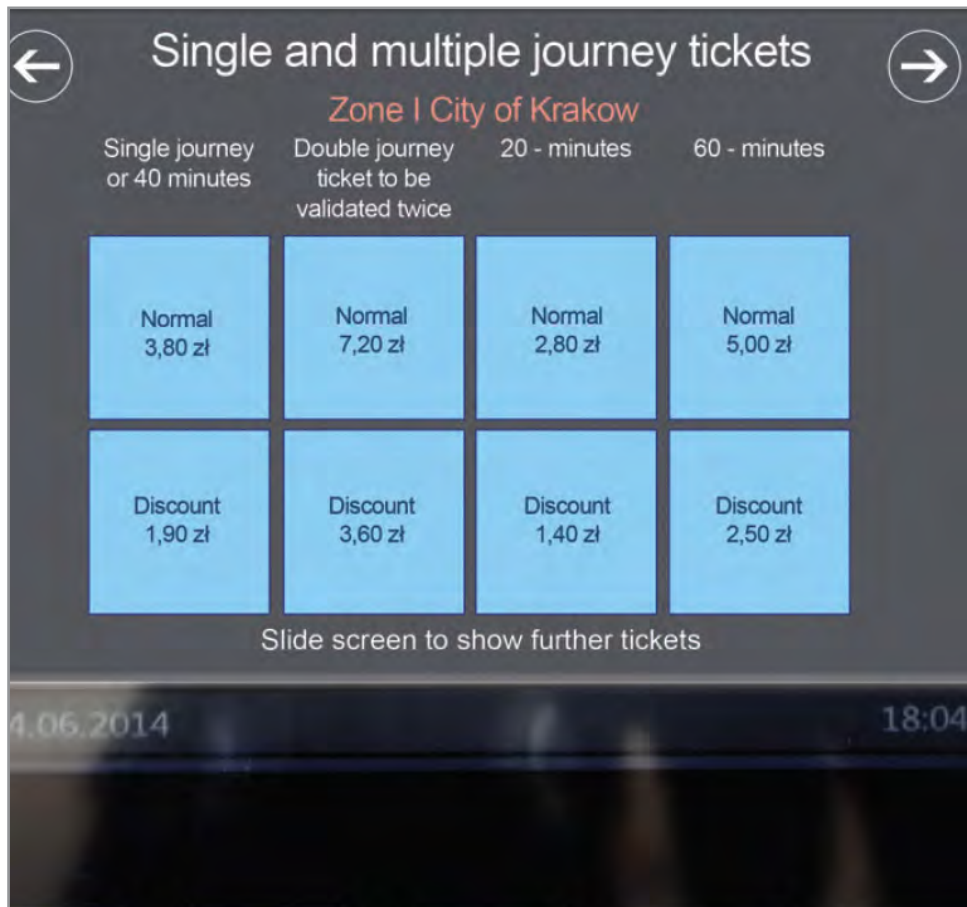 Single and multiple journey tickets
Zone I City of Krakow
Single journey
or 40 minutes
Double journey
ticket to be
validated twice
20 - minutes
60 - minutes
Normal
3,80 zł
Normal
7,20 zł
Normal
2,80 zł
Normal
5,00 zł
Discount
1,90 zł
Discount
3,60 zł
Discount
1,40 zł
Discount
2,50 zł
Slide screen to show further tickets
4.06.2014
18:04